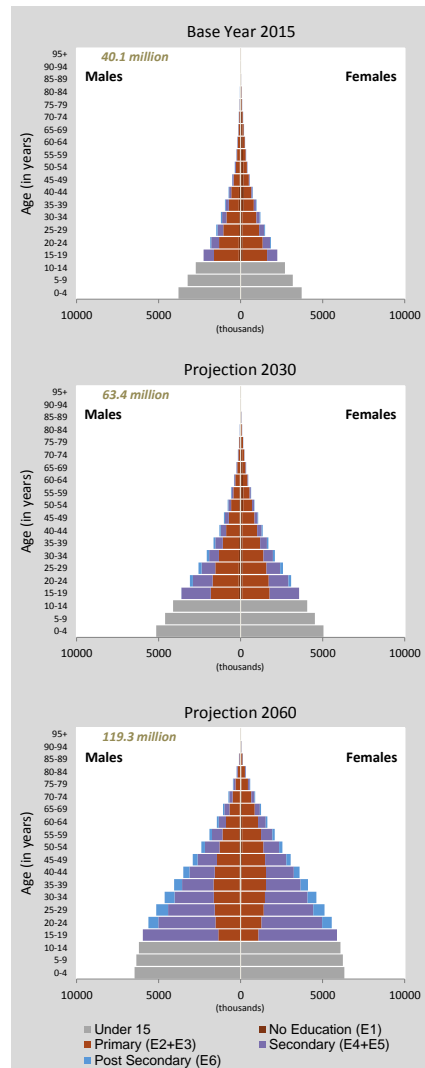 Base Year 2015
40.1 million
Males
Females
Age (in years)
95+
90-94
85-89
80-84
75-79
70-74
65-69
60-64
55-59
50-54
45-49
40-44
35-39
30-34
25-29
20-24
15-19
10-14
5-9
0-4
10000 5000 0 5000 10000
(thousands)
Projection 2030
63.4 million
Males
Females
Age (in years)
95+
90-94
85-89
80-84
75-79
70-74
65-69
60-64
55-59
50-54
45-49
40-44
35-39
30-34
25-29
20-24
15-19
10-14
5-9
0-4
10000 5000 0 5000 10000
(thousands)
Projection 2060
119.3 million
Males
Females
Age (in years)
95+
90-94
85-89
80-84
75-79
70-74
65-69
60-64
55-59
50-54
45-49
40-44
35-39
30-34
25-29
20-24
15-19
10-14
5-9
0-4
10000 5000 0 5000 10000
(thousands)
Under 15 No Education (E1)
Primary (E2+E3) Secondary (E4+E5)
Post Secondary (E6)